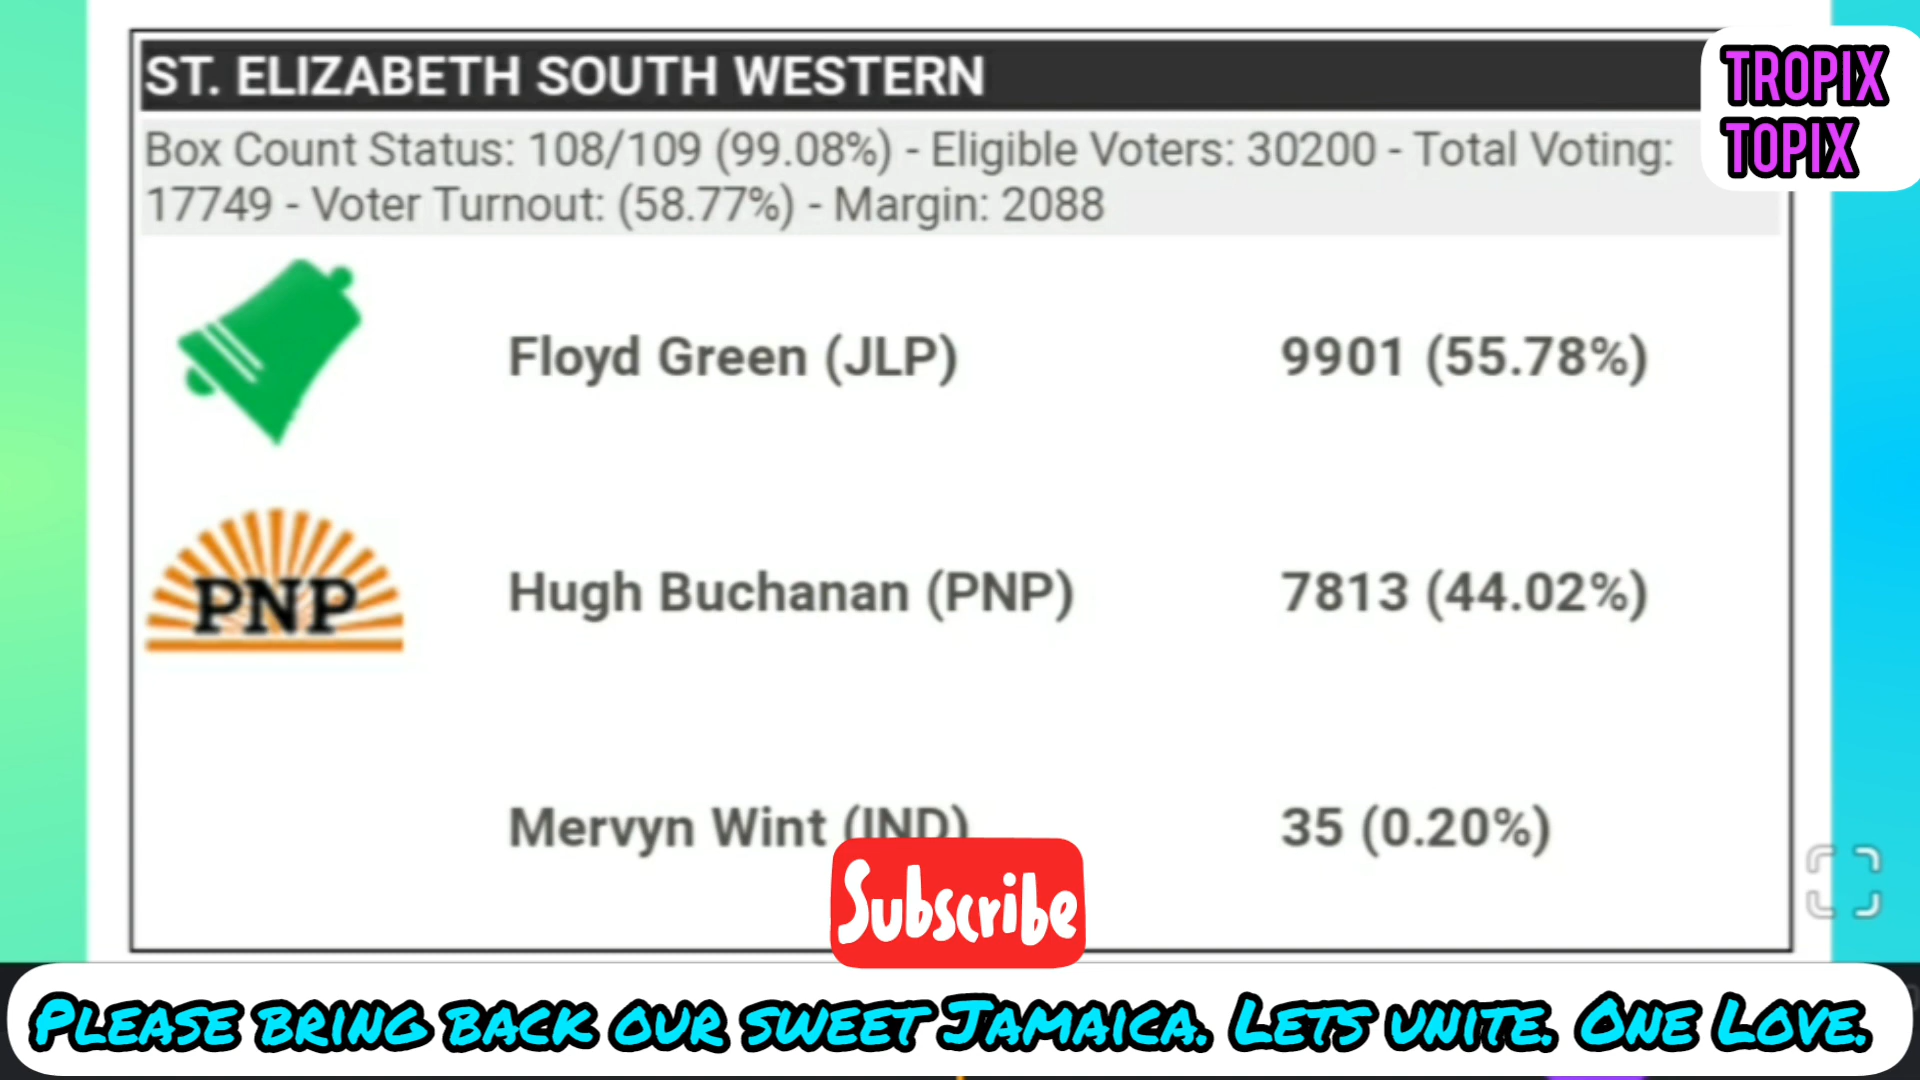 ST. ELIZABETH SOUTH WESTERN
TROPIX
TOPIX
Box Count Status: 108/109 (99.08%) - Eligible Voters: 30200 - Total Voting:
17749 - Voter Turnout: (58.77%) - Margin: 2088
Floyd Green (JLP) 9901 (55.78%)
PNP
Hugh Buchanan (PNP) 7813 (44.02%)
Mervyn Wint (IND) 35 (0.20%)
Subscribe
PLEASE BRING BACK OUR SWEET JAMAICA. LETS UNITE. ONE LOVE.